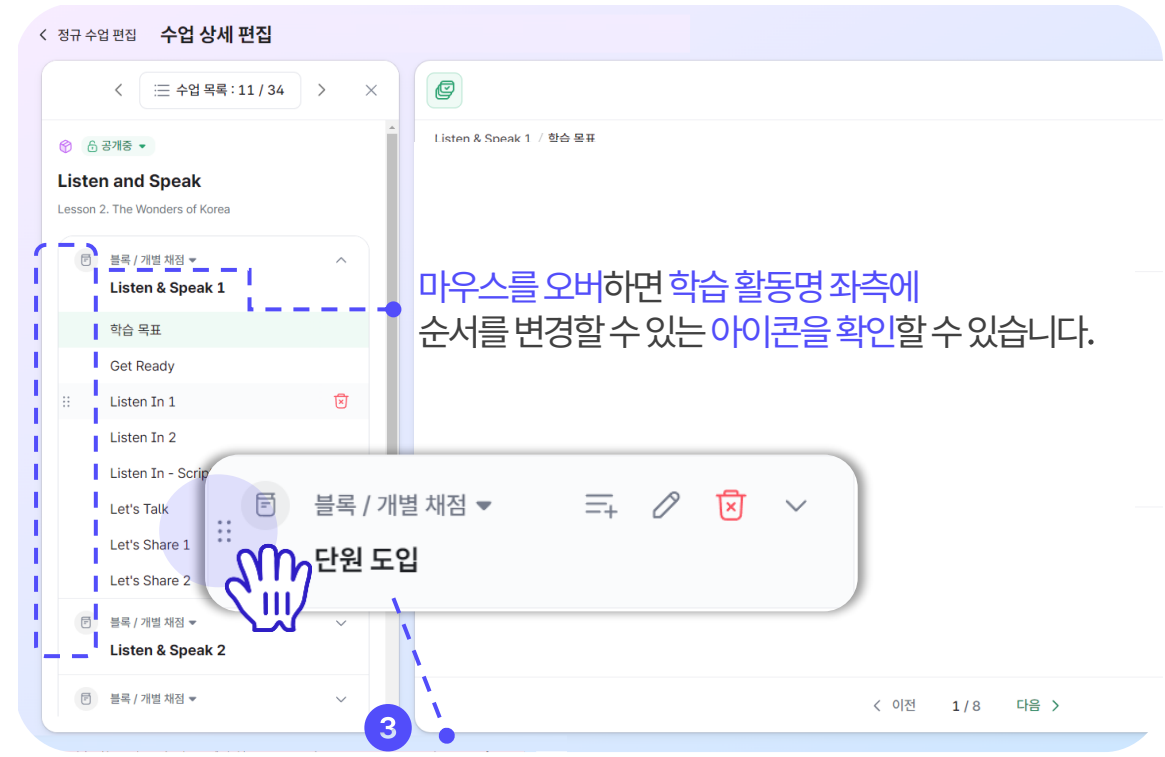 정규 수업 편집 수업 상세 편집
수업 목록 : 11 / 34
공개중
Listen & Speak 1 / 학습 목표
Listen and Speak
Lesson 2. The Wonders of Korea
블록 / 개별 채점
Listen & Speak 1
마우스를 오버하면 학습 활동명 좌측에
순서를 변경할 수 있는 아이콘을 확인할 수 있습니다.
학습 목표
Get Ready
Listen In 1
Listen In 2
Listen In - Scrip
Let's Talk
Let's Share 1
Let's Share 2
블록 / 개별 채점
단원 도입
블록 / 개별 채점
Listen & Speak 2
블록 / 개별 채점
이전 1 / 8 다음
3